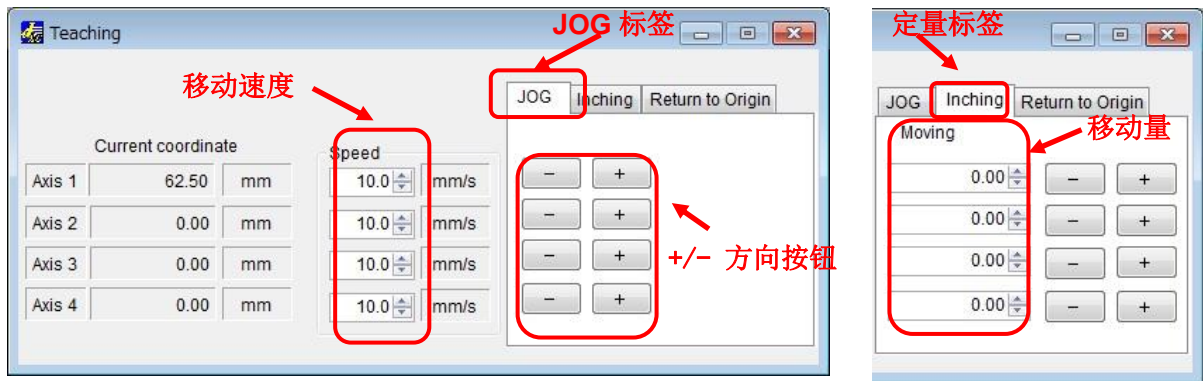 Teaching
JOG 标签
移动速度
JOG Inching Return to Origin
Current coordinate
Speed
Axis 1 62.50 mm 10.0 mm/s - +
Axis 2 0.00 mm 10.0 mm/s - +
Axis 3 0.00 mm 10.0 mm/s - +
Axis 4 0.00 mm 10.0 mm/s - +
+/- 方向按钮
定量标签
JOG Inching Return to Origin
Moving
移动量
0.00 - +
0.00 - +
0.00 - +
0.00 - +